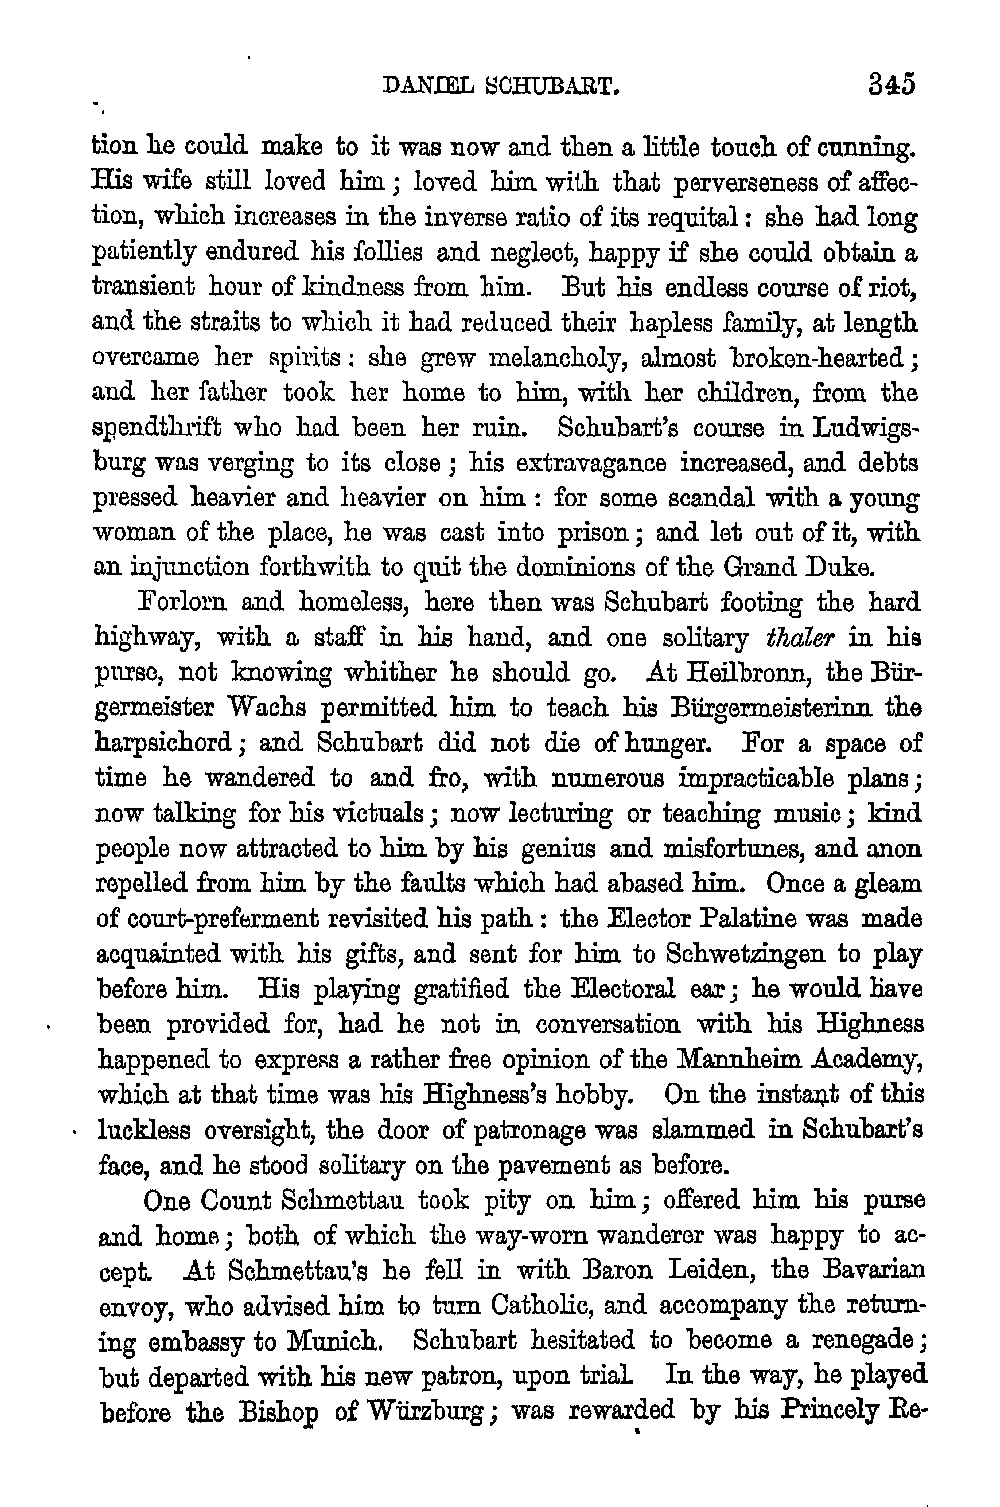 DANIEL SCHUBART. 345
tion he could make to it was now and then a little touch of cunning.
His wife still loved him; loved him with that perverseness of affec-
tion, which increases in the inverse ratio of its requital: she had long
patiently endured his follies and neglect, happy if she could obtain a
transient hour of kindness from him. But his endless course of riot,
and the straits to which it had reduced their hapless family, at length
overcame her spirits: she grew melancholy, almost broken-hearted;
and her father took her home to him, with her children, from the
spendthrift who had been her ruin. Schubart's course in Ludwigs-
burg was verging to its close; his extravagance increased, and debts
pressed heavier and heavier on him: for some scandal with a young
woman of the place, he was cast into prison; and let out of it, with
an injunction forthwith to quit the dominions of the Grand Duke.
Forlorn and homeless, here then was Schubart footing the hard
highway, with a staff in his hand, and one solitary thaler in his
purse, not knowing whither he should go. At Heilbronn, the Bür-
germeister Wachs permitted him to teach his Bürgermeisterinn the
harpsichord; and Schubart did not die of hunger. For a space of
time he wandered to and fro, with numerous impracticable plans;
now talking for his victuals; now lecturing or teaching music; kind
people now attracted to him by his genius and misfortunes, and anon
repelled from him by the faults which had abased him. Once a gleam
of court-preferment revisited his path: the Elector Palatine was made
acquainted with his gifts, and sent for him to Schwetzingen to play
before him. His playing gratified the Electoral ear; he would have
been provided for, had he not in conversation with his Highness
happened to express a rather free opinion of the Mannheim Academy,
which at that time was his Highness's hobby. On the instant of this
luckless oversight, the door of patronage was slammed in Schubart's
face, and he stood solitary on the pavement as before.
One Count Schmettau took pity on him; offered him his purse
and home; both of which the way-worn wanderer was happy to ac-
cept. At Schmettau's he fell in with Baron Leiden, the Bavarian
envoy, who advised him to turn Catholic, and accompany the return-
ing embassy to Munich. Schubart hesitated to become a renegade;
but departed with his new patron, upon trial. In the way, he played
before the Bishop of Würzburg; was rewarded by his Princely Re-